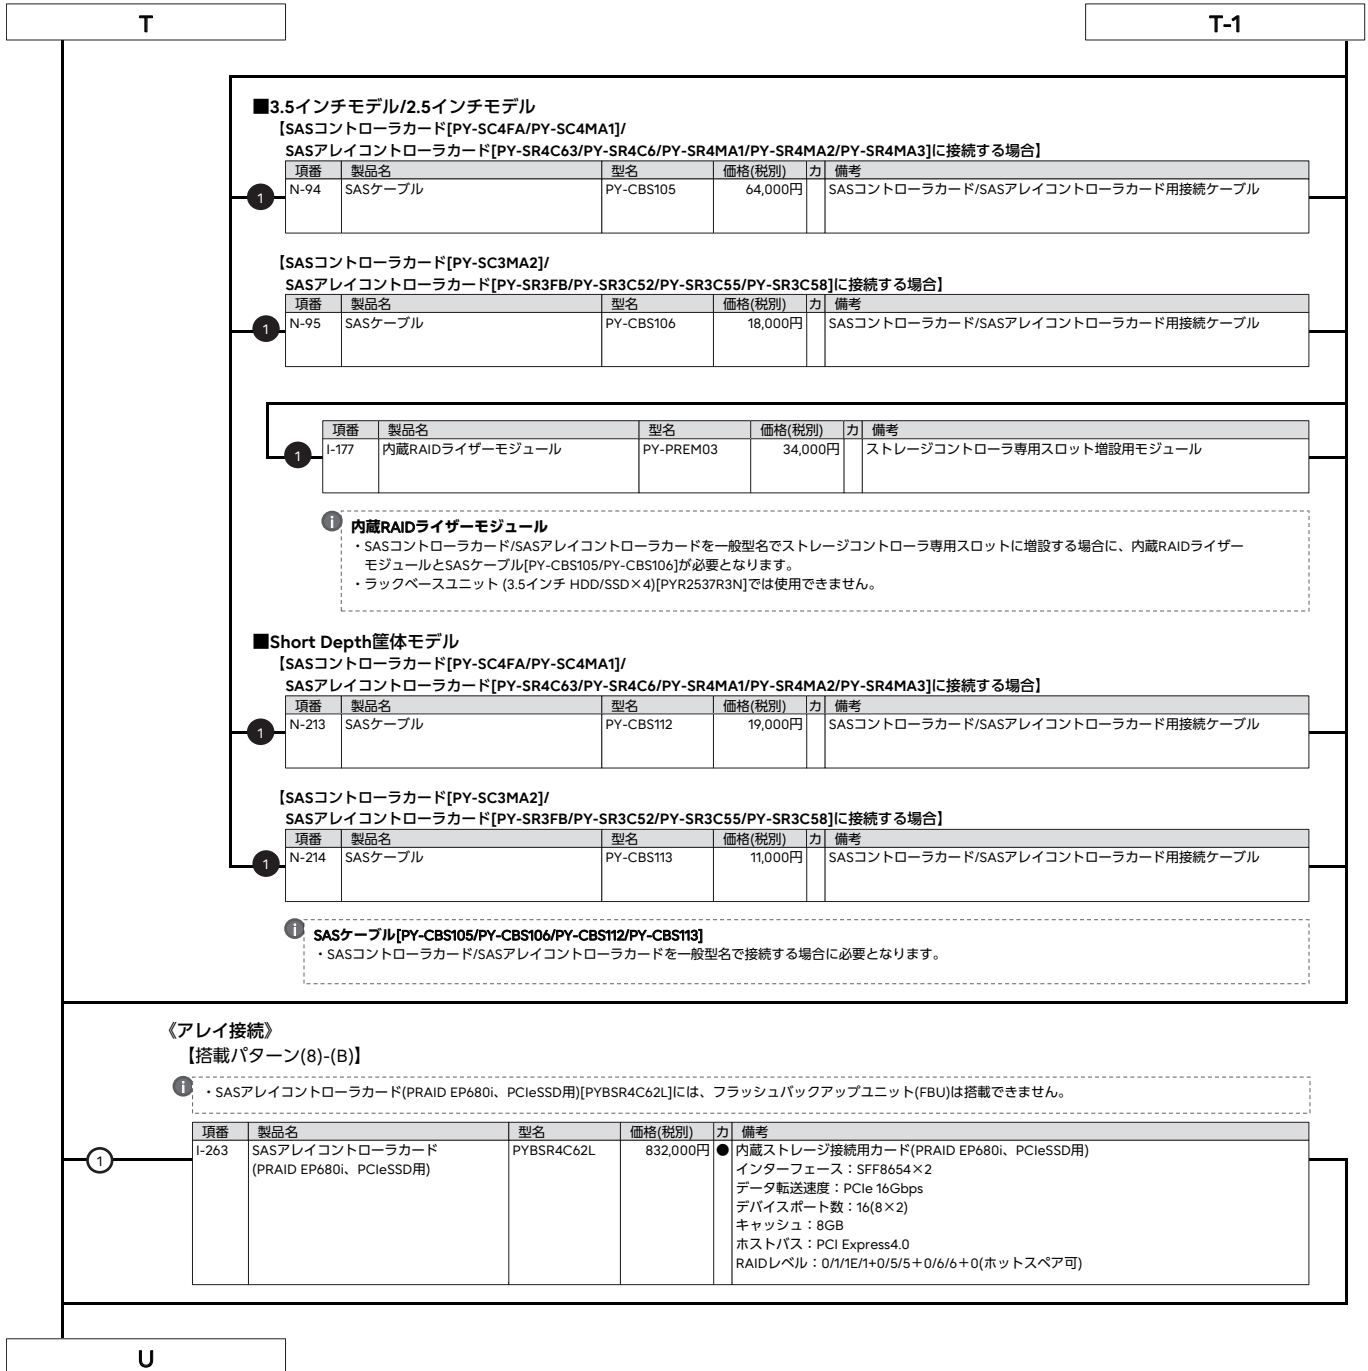 T
T-1
■3.5インチモデル/2.5インチモデル
【SASコントローラカード[PY-SC4FA/PY-SC4MA1]/
SASアレイコントローラカード[PY-SR4C63/PY-SR4C6/PY-SR4MA1/PY-SR4MA2/PY-SR4MA3]に接続する場合】
項番 製品名 型名 価格(税別) カ 備考
1 N-94 SASケーブル PY-CBS105 64,000円 SASコントローラカード/SASアレイコントローラカード用接続ケーブル
【SASコントローラカード[PY-SC3MA2]/
SASアレイコントローラカード[PY-SR3FB/PY-SR3C52/PY-SR3C55/PY-SR3C58]に接続する場合】
項番 製品名 型名 価格(税別) カ 備考
1 N-95 SASケーブル PY-CBS106 18,000円 SASコントローラカード/SASアレイコントローラカード用接続ケーブル
項番 製品名 型名 価格(税別) カ 備考
1 I-177 内蔵RAIDライザーモジュール PY-PREM03 34,000円 ストレージコントローラ専用スロット増設用モジュール
i 内蔵RAIDライザーモジュール
・SASコントローラカード/SASアレイコントローラカードを一般型名でストレージコントローラ専用スロットに増設する場合に、内蔵RAIDライザー
モジュールとSASケーブル[PY-CBS105/PY-CBS106]が必要となります。
・ラックベースユニット (3.5インチ HDD/SSD×4)[PYR2537R3N]では使用できません。
■Short Depth筐体モデル
【SASコントローラカード[PY-SC4FA/PY-SC4MA1]/
SASアレイコントローラカード[PY-SR4C63/PY-SR4C6/PY-SR4MA1/PY-SR4MA2/PY-SR4MA3]に接続する場合】
項番 製品名 型名 価格(税別) カ 備考
1 N-213 SASケーブル PY-CBS112 19,000円 SASコントローラカード/SASアレイコントローラカード用接続ケーブル
【SASコントローラカード[PY-SC3MA2]/
SASアレイコントローラカード[PY-SR3FB/PY-SR3C52/PY-SR3C55/PY-SR3C58]に接続する場合】
項番 製品名 型名 価格(税別) カ 備考
1 N-214 SASケーブル PY-CBS113 11,000円 SASコントローラカード/SASアレイコントローラカード用接続ケーブル
i SASケーブル[PY-CBS105/PY-CBS106/PY-CBS112/PY-CBS113]
・SASコントローラカード/SASアレイコントローラカードを一般型名で接続する場合に必要となります。
《アレイ接続》
【搭載パターン(8)-(B)】
i ・SASアレイコントローラカード(PRAID EP680i、PCIeSSD用)[PYBSR4C62L]には、フラッシュバックアップユニット(FBU)は搭載できません。
項番 製品名 型名 価格(税別) カ 備考
1 I-263 SASアレイコントローラカード PYBSR4C62L 832,000円 ● 内蔵ストレージ接続用カード(PRAID EP680i、PCIeSSD用)
(PRAID EP680i、PCIeSSD用) インターフェース：SFF8654×2
データ転送速度：PCIe 16Gbps
デバイスポート数：16(8×2)
キャッシュ：8GB
ホストバス：PCI Express4.0
RAIDレベル：0/1/1E/1+0/5/5＋0/6/6＋0(ホットスペア可)
U